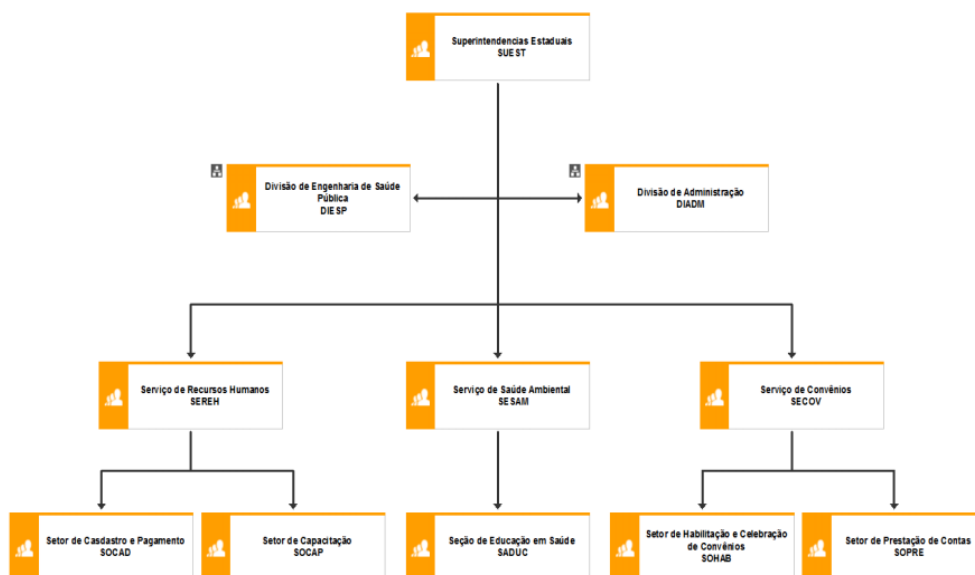 Superintendencias Estaduais
SUEST
Divisão de Engenharia de Saúde
Pública
DIESP
Divisão de Administração
DIADM
Serviço de Recursos Humanos
SEREH
Serviço de Saúde Ambiental
SESAM
Serviço de Convênios
SECOV
Setor de Casdastro e Pagamento
SOCAD
Setor de Capacitação
SOCAP
Seção de Educação em Saúde
SADUC
Setor de Habilitação e Celebração
de Convênios
SOHAB
Setor de Prestação de Contas
SOPRE